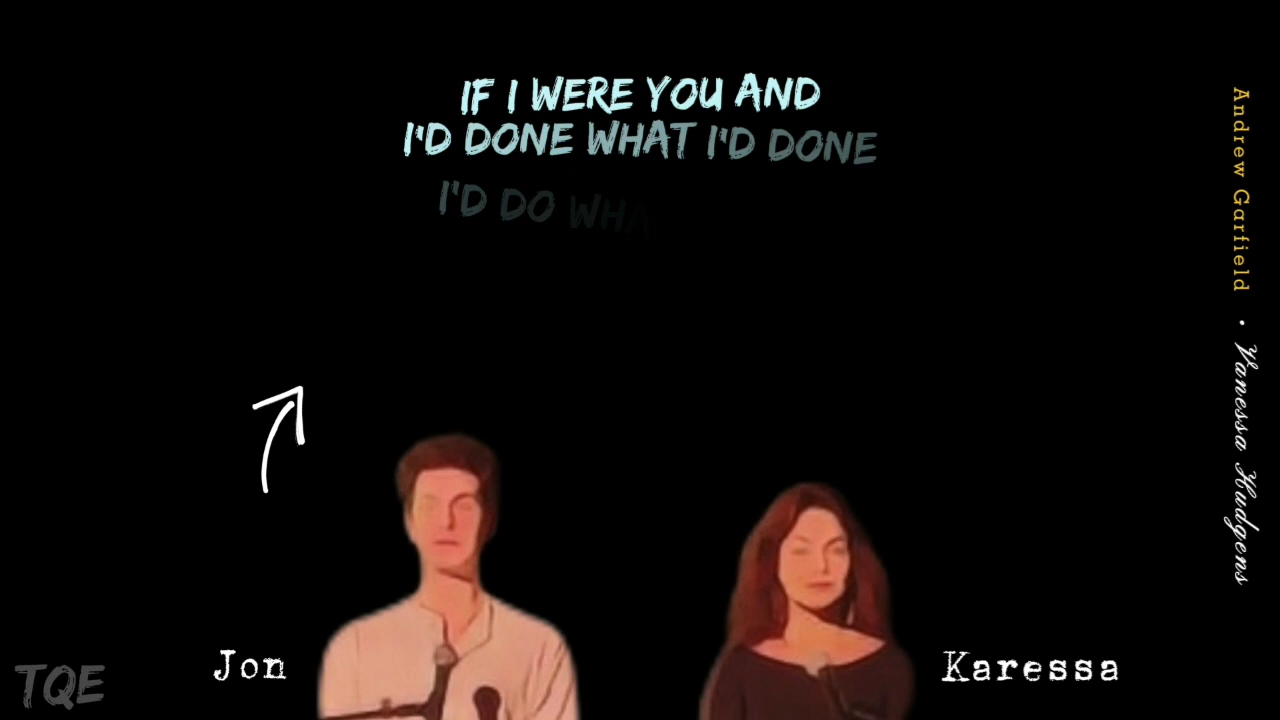 IF I WERE YOU AND
I'D DONE WHAT I'D DONE
I'D DO WHA
Andrew Garfield • Vanessa Hudgens
Jon
Karessa
TQE